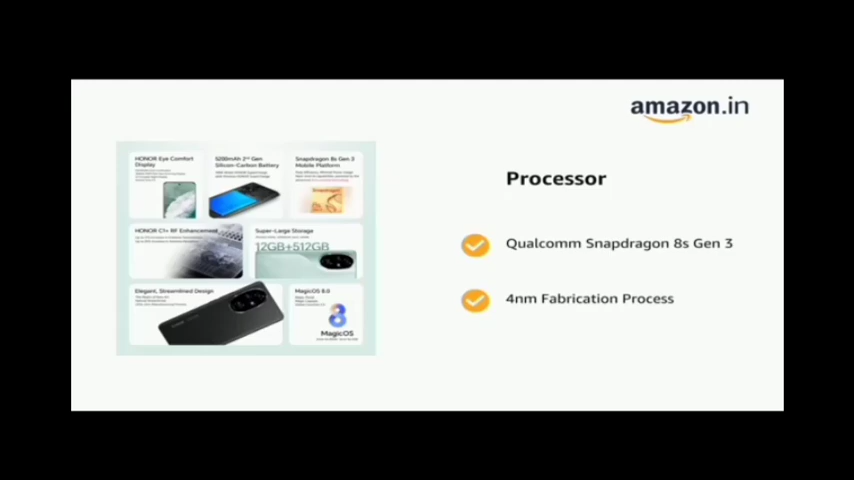 amazon.in
HONOR Eye Comfort
Display
5200mAh 2nd Gen
Silicon-Carbon Battery
Snapdragon 8s Gen 3
Mobile Platform
Snapdragon
HONOR C1+ RF Enhancement
Super-Large Storage
12GB+512GB
Elegant, Streamlined Design
MagicOS 8.0
MagicOS
Processor
Qualcomm Snapdragon 8s Gen 3
4nm Fabrication Process